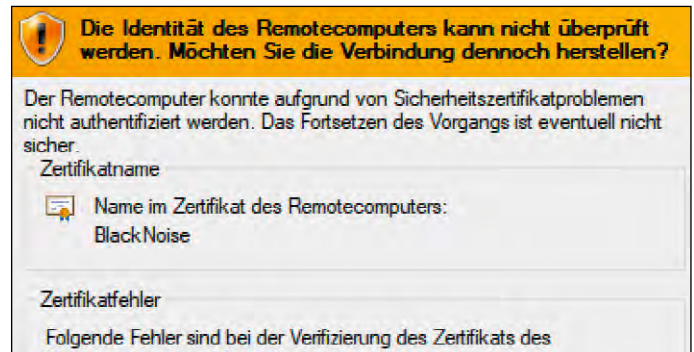 Die Identität des Remotecomputers kann nicht überprüft
werden. Möchten Sie die Verbindung dennoch herstellen?
Der Remotecomputer konnte aufgrund von Sicherheitszertifikatproblemen
nicht authentifiziert werden. Das Fortsetzen des Vorgangs ist eventuell nicht
sicher.
Zertifikatname
Name im Zertifikat des Remotecomputers:
BlackNoise
Zertifikatfehler
Folgende Fehler sind bei der Verifizierung des Zertifikats des